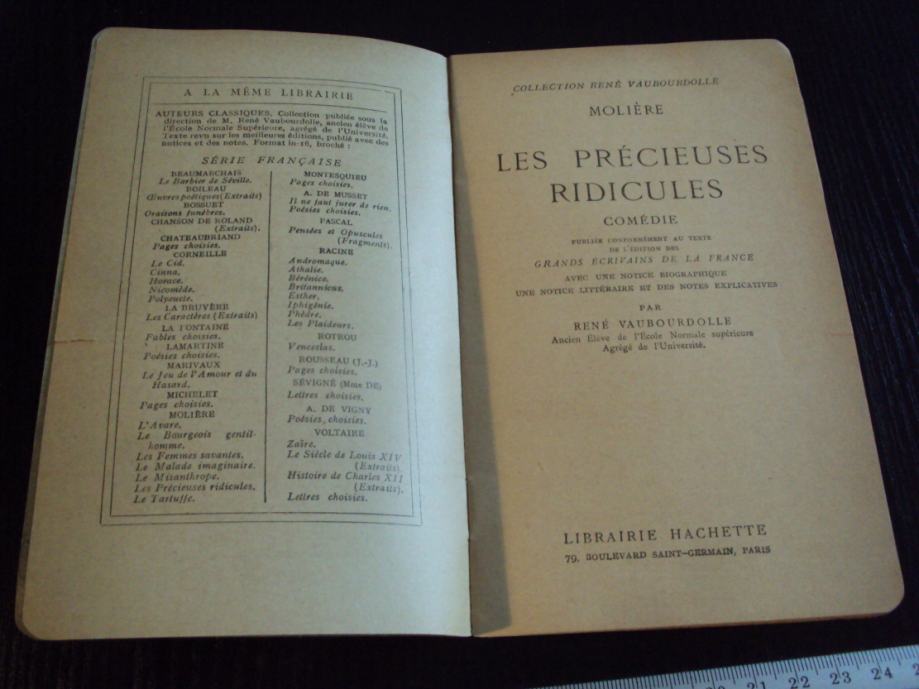 A LA MÊME LIBRAIRIE
AUTEURS CLASSIQUES. Collection publiée sous la
direction de M. René Vaubourdolle, ancien élève de
l'École Normale Supérieure, agrégé de l'Université.
Texte revu sur les meilleures éditions, publié avec des
notices et des notes. Format in-16, broché :
SÉRIE FRANÇAISE
BEAUMARCHAIS
Le Barbier de Séville.
BOILEAU
Œuvres poétiques (Extraits)
BOSSUET
Oraisons funèbres.
CHANSON DE ROLAND
(Extraits).
CHATEAUBRIAND
Pages choisies.
CORNEILLE
Le Cid.
Cinna.
Horace.
Nicomède.
Polyeucte.
LA BRUYÈRE
Les Caractères (Extraits)
LA FONTAINE
Fables choisies.
LAMARTINE
Poésies choisies.
MARIVAUX
Le Jeu de l'Amour et du
Hasard.
MICHELET
Pages choisies.
MOLIÈRE
L'Avare.
Le Bourgeois gentil-
homme.
Les Femmes savantes.
Le Malade imaginaire.
Le Misanthrope.
Les Précieuses ridicules.
Le Tartuffe.
MONTESQUIEU
Pages choisies.
A. DE MUSSET
Il ne faut jurer de rien.
Poésies choisies.
PASCAL
Pensées et Opuscules
(Fragments).
RACINE
Andromaque.
Athalie.
Bérénice.
Britannicus.
Esther.
Iphigénie.
Phèdre.
Les Plaideurs.
ROTROU
Venceslas.
ROUSSEAU (J.-J.)
Pages choisies.
SÉVIGNÉ (Mme DE)
Lettres choisies.
A. DE VIGNY
Poésies choisies.
VOLTAIRE
Zaïre.
Le Siècle de Louis XIV
(Extraits).
Histoire de Charles XII
(Extraits).
Lettres choisies.
COLLECTION RENÉ VAUBOURDOLLE
MOLIÈRE
LES PRÉCIEUSES
RIDICULES
COMÉDIE
PUBLIÉE CONFORMÉMENT AU TEXTE
DE L'ÉDITION DES
GRANDS ÉCRIVAINS DE LA FRANCE
AVEC UNE NOTICE BIOGRAPHIQUE
UNE NOTICE LITTÉRAIRE ET DES NOTES EXPLICATIVES
PAR
RENÉ VAUBOURDOLLE
Ancien Élève de l'École Normale supérieure
Agrégé de l'Université.
LIBRAIRIE HACHETTE
79, BOULEVARD SAINT-GERMAIN, PARIS
20 21 22 23 24